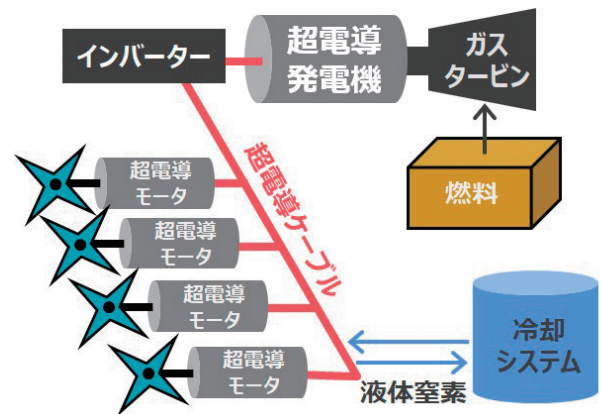 インバーター
超電導
発電機
ガス
タービン
燃料
超電導ケーブル
超電導
モータ
超電導
モータ
超電導
モータ
超電導
モータ
冷却
システム
液体窒素